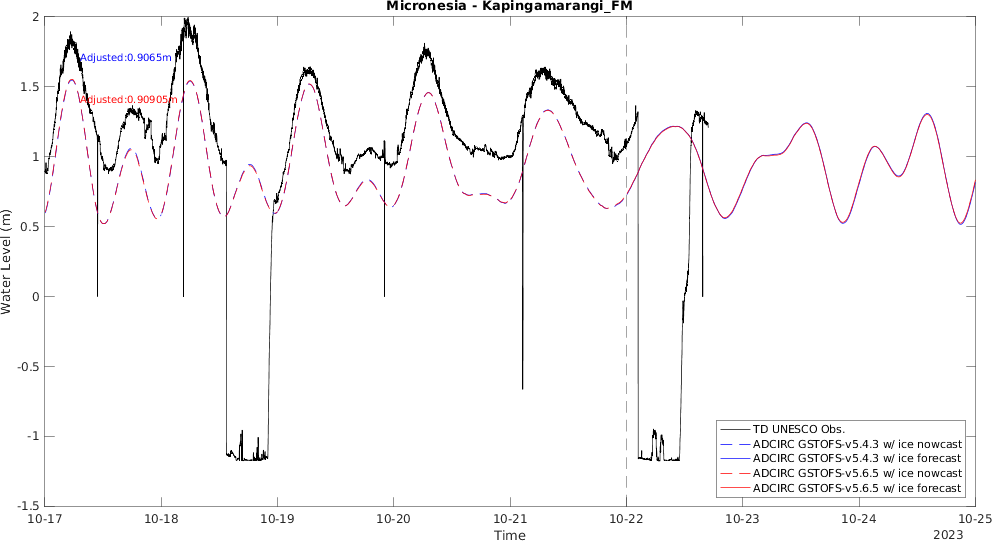 Micronesia - Kapingamarangi_FM
Adjusted:0.9065m
Adjusted:0.90905m
Water Level (m)
2
1.5
1
0.5
0
-0.5
-1
-1.5
10-17
10-18
10-19
10-20
10-21
10-22
10-23
10-24
10-25
Time
2023
TD UNESCO Obs.
ADCIRC GSTOFS-v5.4.3 w/ ice nowcast
ADCIRC GSTOFS-v5.4.3 w/ ice forecast
ADCIRC GSTOFS-v5.6.5 w/ ice nowcast
ADCIRC GSTOFS-v5.6.5 w/ ice forecast